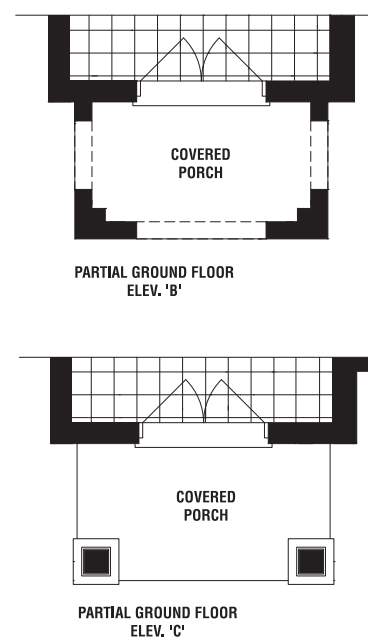 COVERED
PORCH
PARTIAL GROUND FLOOR
ELEV. 'B'
COVERED
PORCH
PARTIAL GROUND FLOOR
ELEV. 'C'